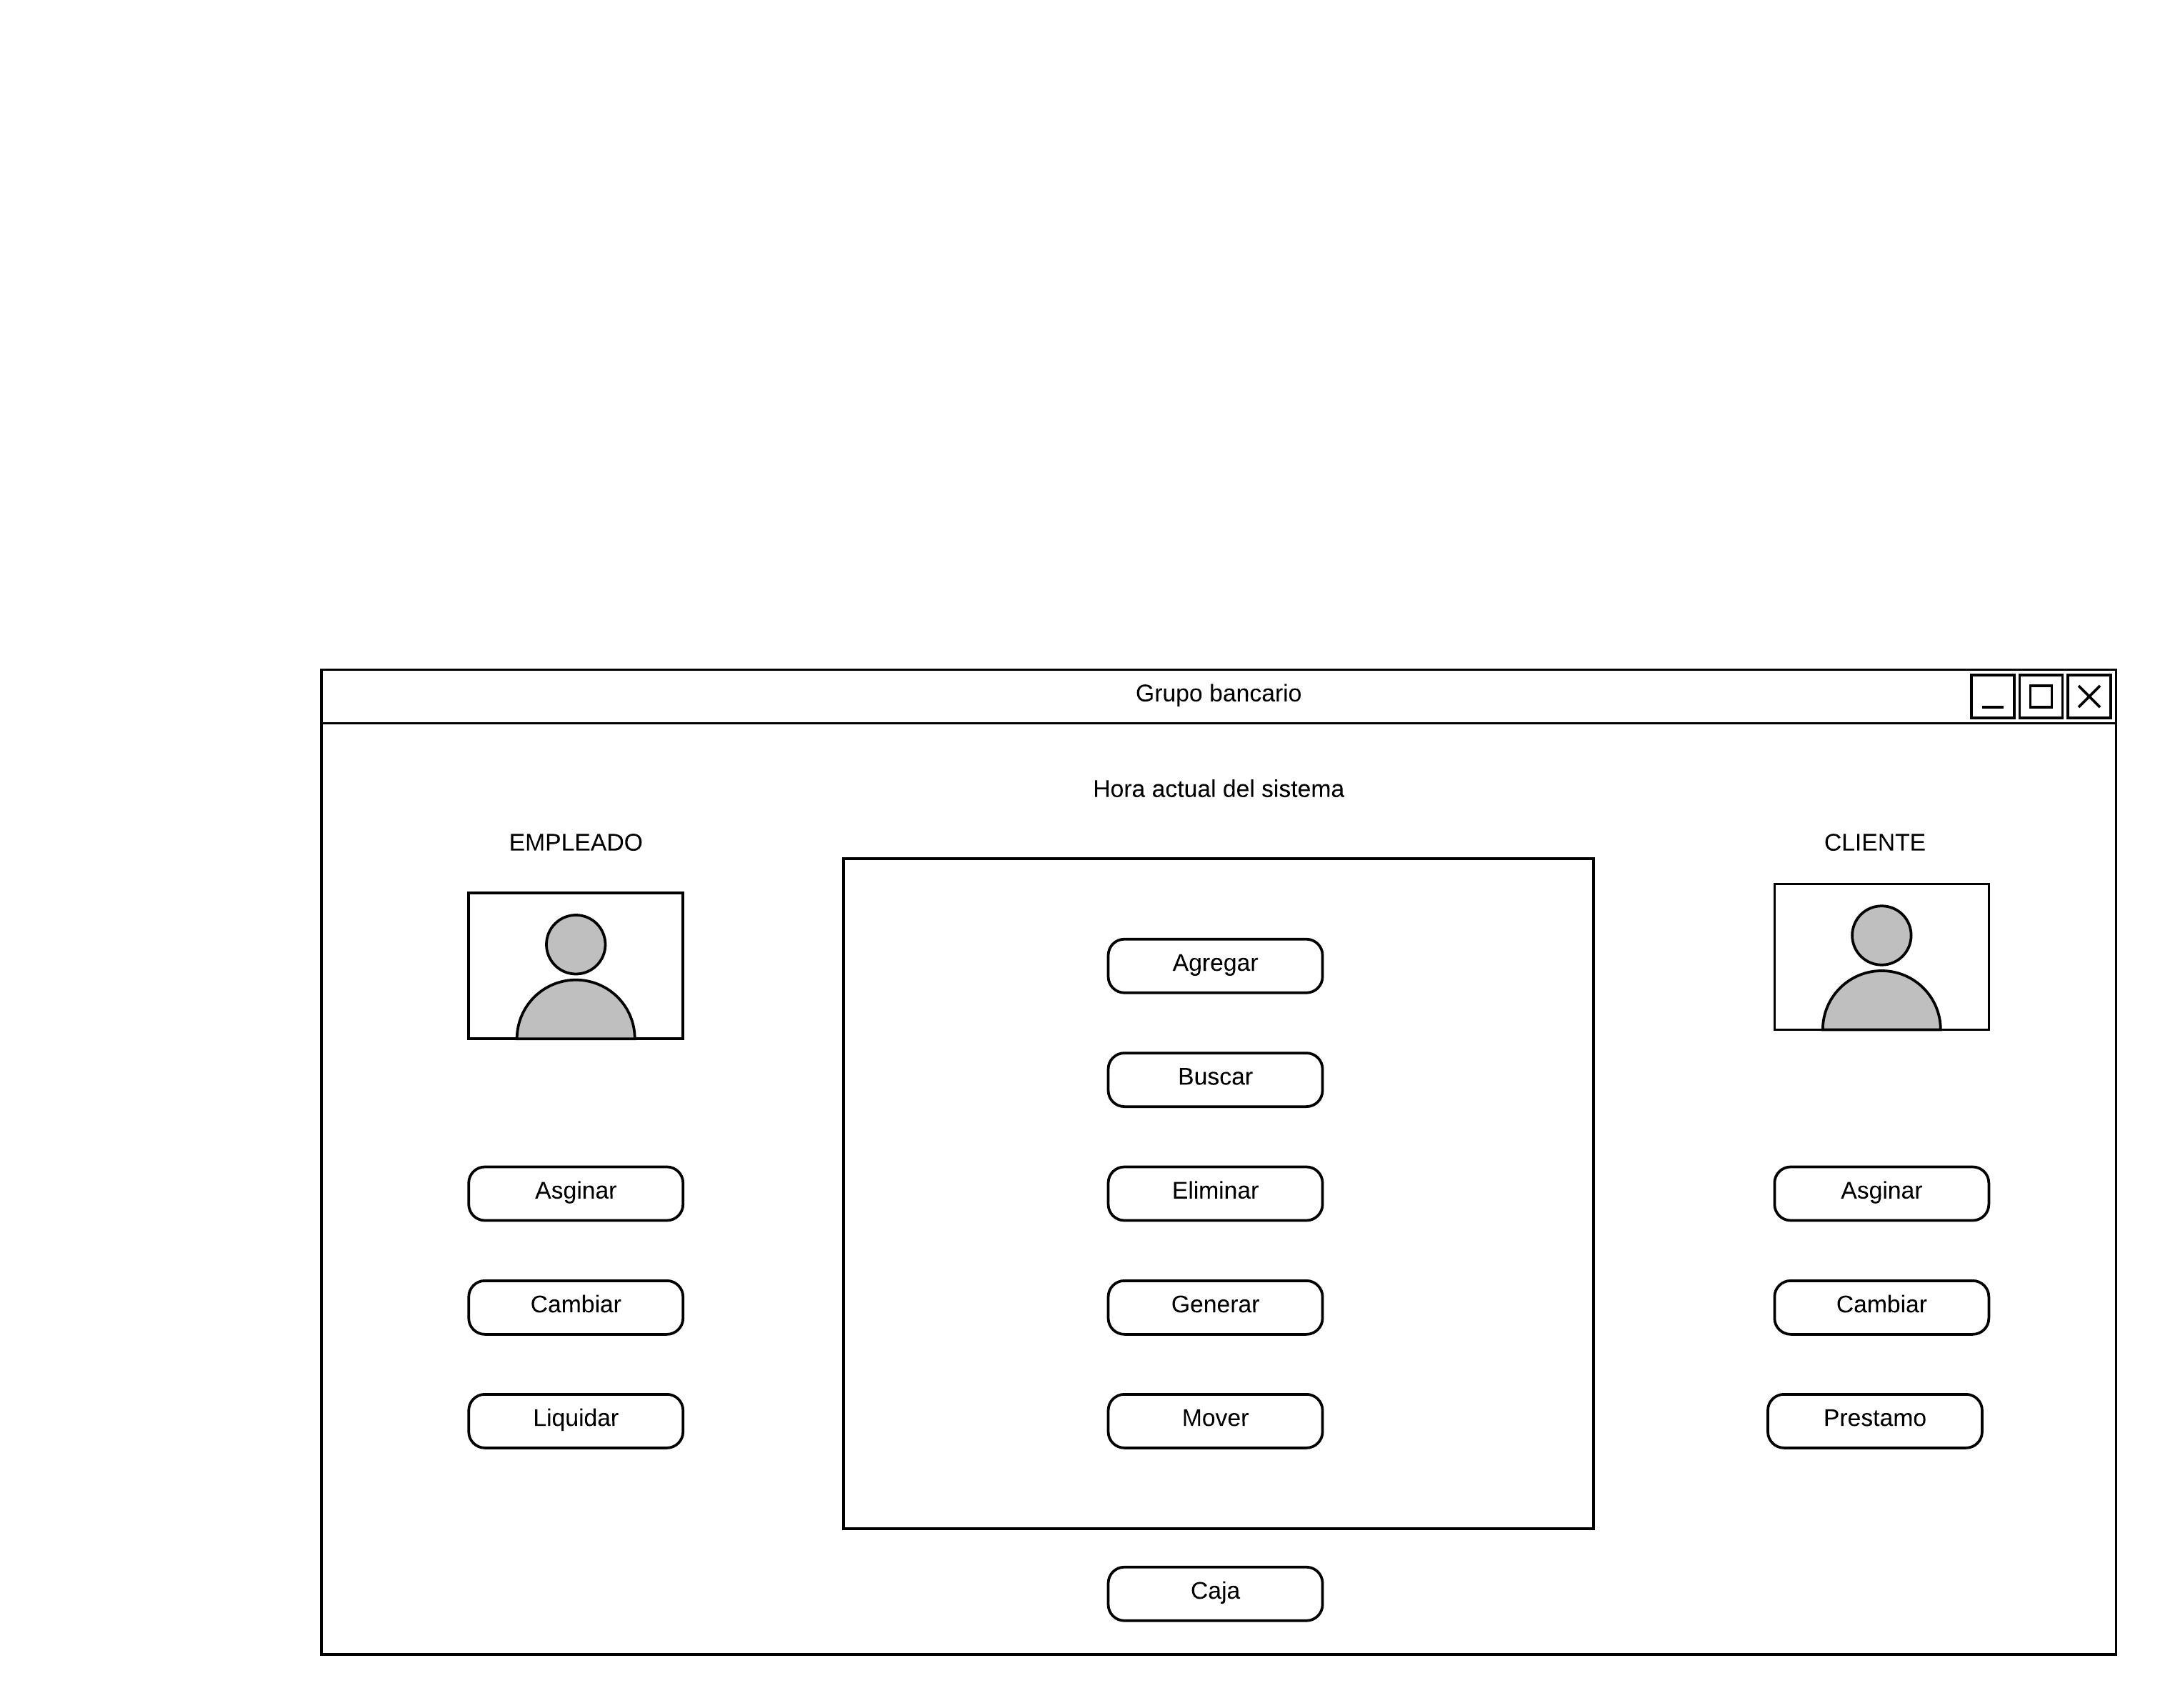 Grupo bancario
Hora actual del sistema
EMPLEADO
CLIENTE
Agregar
Buscar
Asginar
Eliminar
Asginar
Cambiar
Generar
Cambiar
Liquidar
Mover
Prestamo
Caja